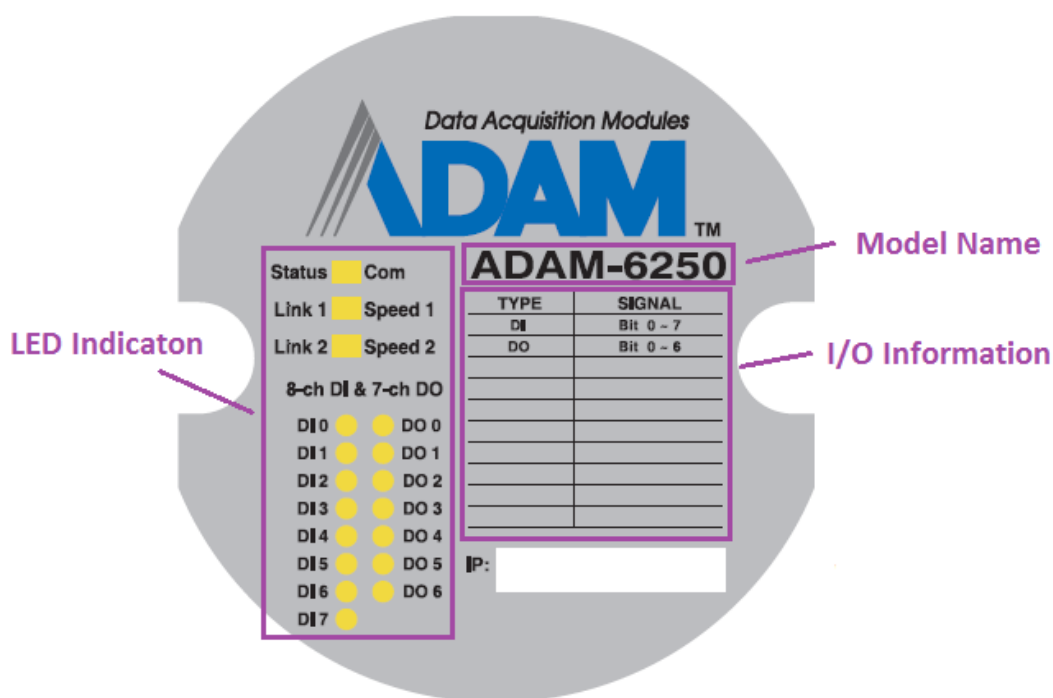 Data Acquisition Modules
ADAM
TM
ADAM-6250
Model Name
Status Com
Link 1 Speed 1
Link 2 Speed 2
LED Indicaton
8-ch DI & 7-ch DO
DI 0 DO 0
DI 1 DO 1
DI 2 DO 2
DI 3 DO 3
DI 4 DO 4
DI 5 DO 5
DI 6 DO 6
DI 7
TYPE SIGNAL
DI Bit 0 ~ 7
DO Bit 0 ~ 6
I/O Information
IP: